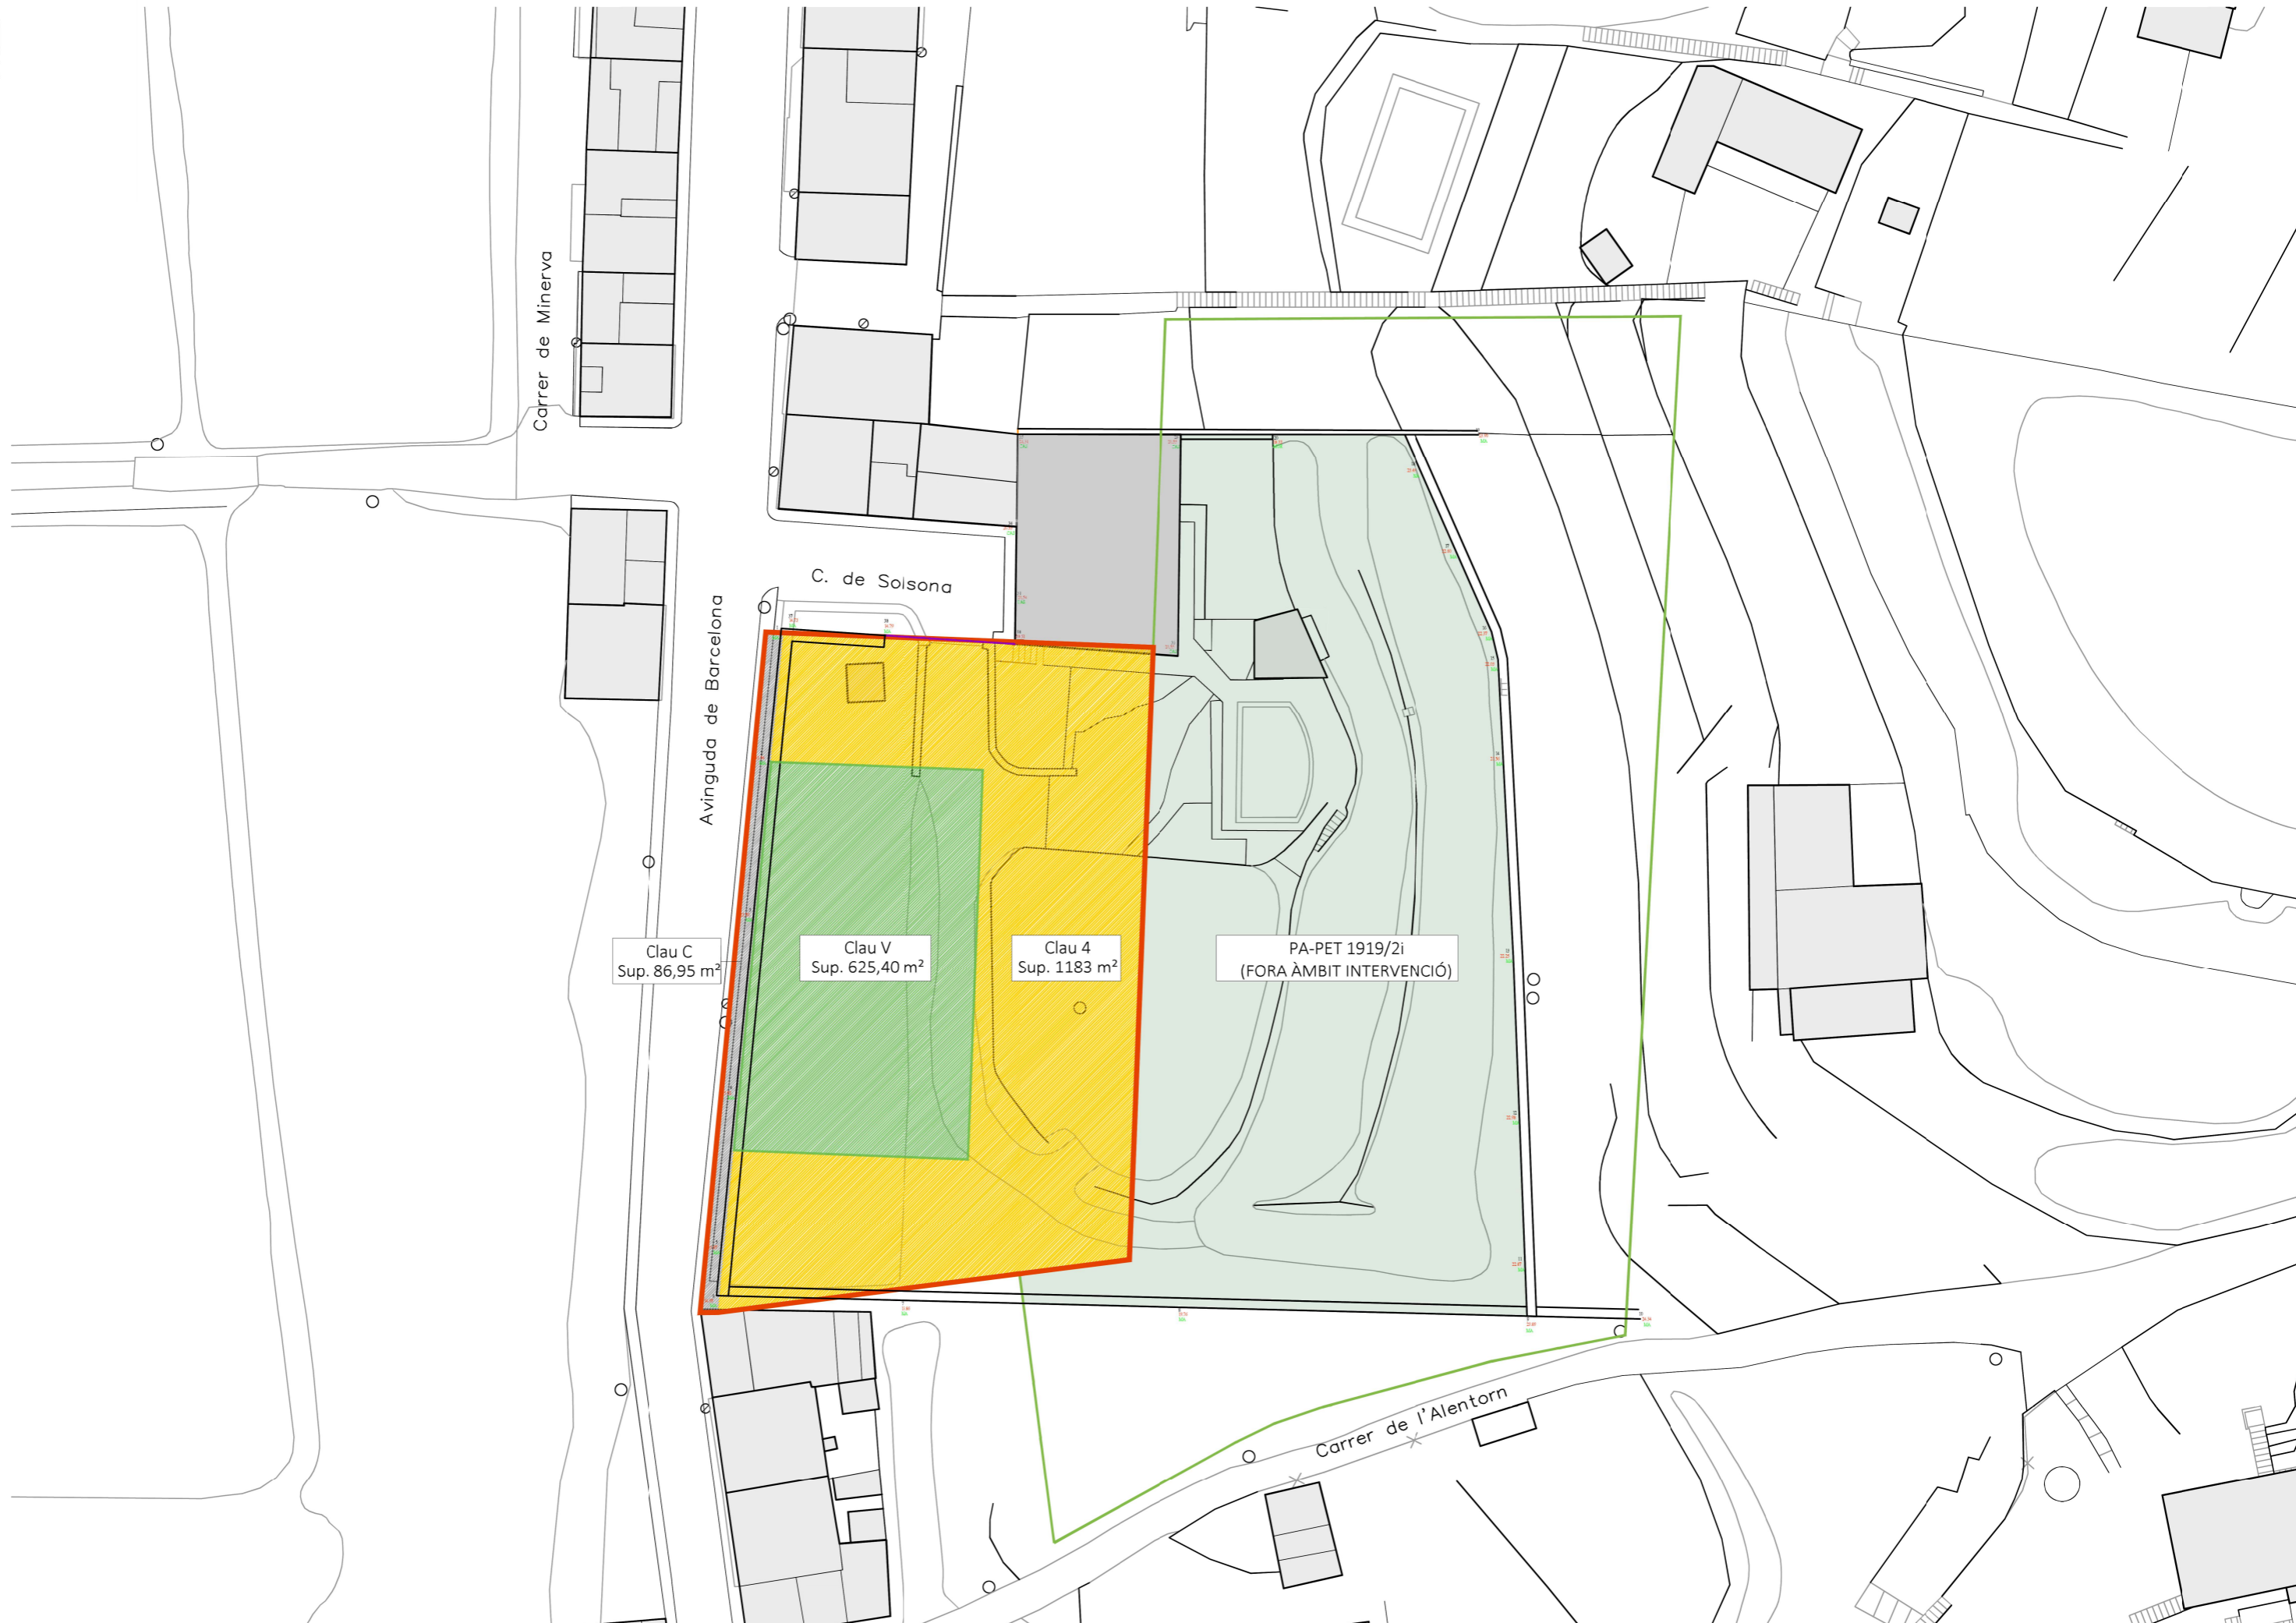 Carrer de Minerva
C. de Solsona
Avinguda de Barcelona
Clau C
Sup. 86,95 m²
Clau V
Sup. 625,40 m²
Clau 4
Sup. 1183 m²
PA-PET 1919/2i
(FORA ÀMBIT INTERVENCIÓ)
Carrer de l'Alentorn